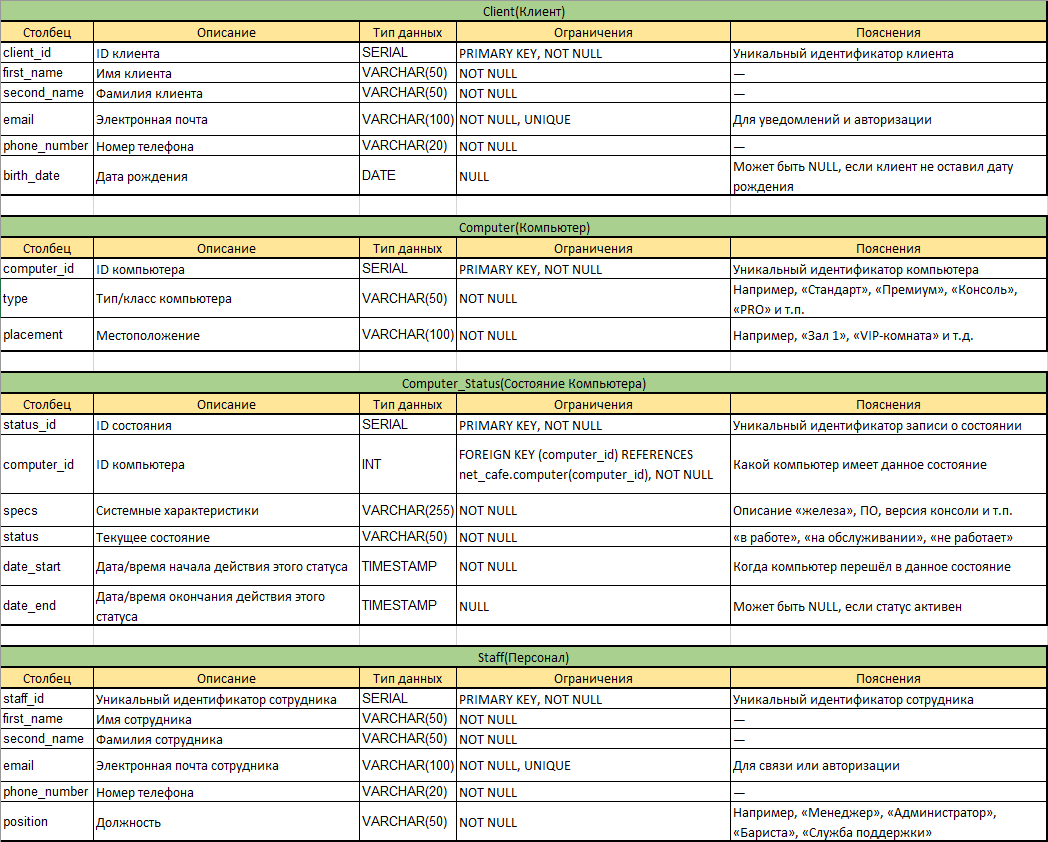 Client(Клиент)
Столбец Описание Тип данных Ограничения Пояснения
client_id ID клиента SERIAL PRIMARY KEY, NOT NULL Уникальный идентификатор клиента
first_name Имя клиента VARCHAR(50) NOT NULL —
second_name Фамилия клиента VARCHAR(50) NOT NULL —
email Электронная почта VARCHAR(100) NOT NULL, UNIQUE Для уведомлений и авторизации
phone_number Номер телефона VARCHAR(20) NOT NULL —
birth_date Дата рождения DATE NULL Может быть NULL, если клиент не оставил дату
рождения
Computer(Компьютер)
Столбец Описание Тип данных Ограничения Пояснения
computer_id ID компьютера SERIAL PRIMARY KEY, NOT NULL Уникальный идентификатор компьютера
type Тип/класс компьютера VARCHAR(50) NOT NULL Например, «Стандарт», «Премиум», «Консоль»,
«PRO» и т.п.
placement Местоположение VARCHAR(100) NOT NULL Например, «Зал 1», «VIP-комната» и т.д.
Computer_Status(Состояние Компьютера)
Столбец Описание Тип данных Ограничения Пояснения
status_id ID состояния SERIAL PRIMARY KEY, NOT NULL Уникальный идентификатор записи о состоянии
computer_id ID компьютера INT FOREIGN KEY (computer_id) REFERENCES
net_cafe.computer(computer_id), NOT NULL Какой компьютер имеет данное состояние
specs Системные характеристики VARCHAR(255) NOT NULL Описание «железа», ПО, версия консоли и т.п.
status Текущее состояние VARCHAR(50) NOT NULL «в работе», «на обслуживании», «не работает»
date_start Дата/время начала действия этого статуса TIMESTAMP NOT NULL Когда компьютер перешёл в данное состояние
date_end Дата/время окончания действия этого
статуса TIMESTAMP NULL Может быть NULL, если статус активен
Staff(Персонал)
Столбец Описание Тип данных Ограничения Пояснения
staff_id Уникальный идентификатор сотрудника SERIAL PRIMARY KEY, NOT NULL Уникальный идентификатор сотрудника
first_name Имя сотрудника VARCHAR(50) NOT NULL —
second_name Фамилия сотрудника VARCHAR(50) NOT NULL —
email Электронная почта сотрудника VARCHAR(100) NOT NULL, UNIQUE Для связи или авторизации
phone_number Номер телефона VARCHAR(20) NOT NULL —
position Должность VARCHAR(50) NOT NULL Например, «Менеджер», «Администратор»,
«Бариста», «Служба поддержки»